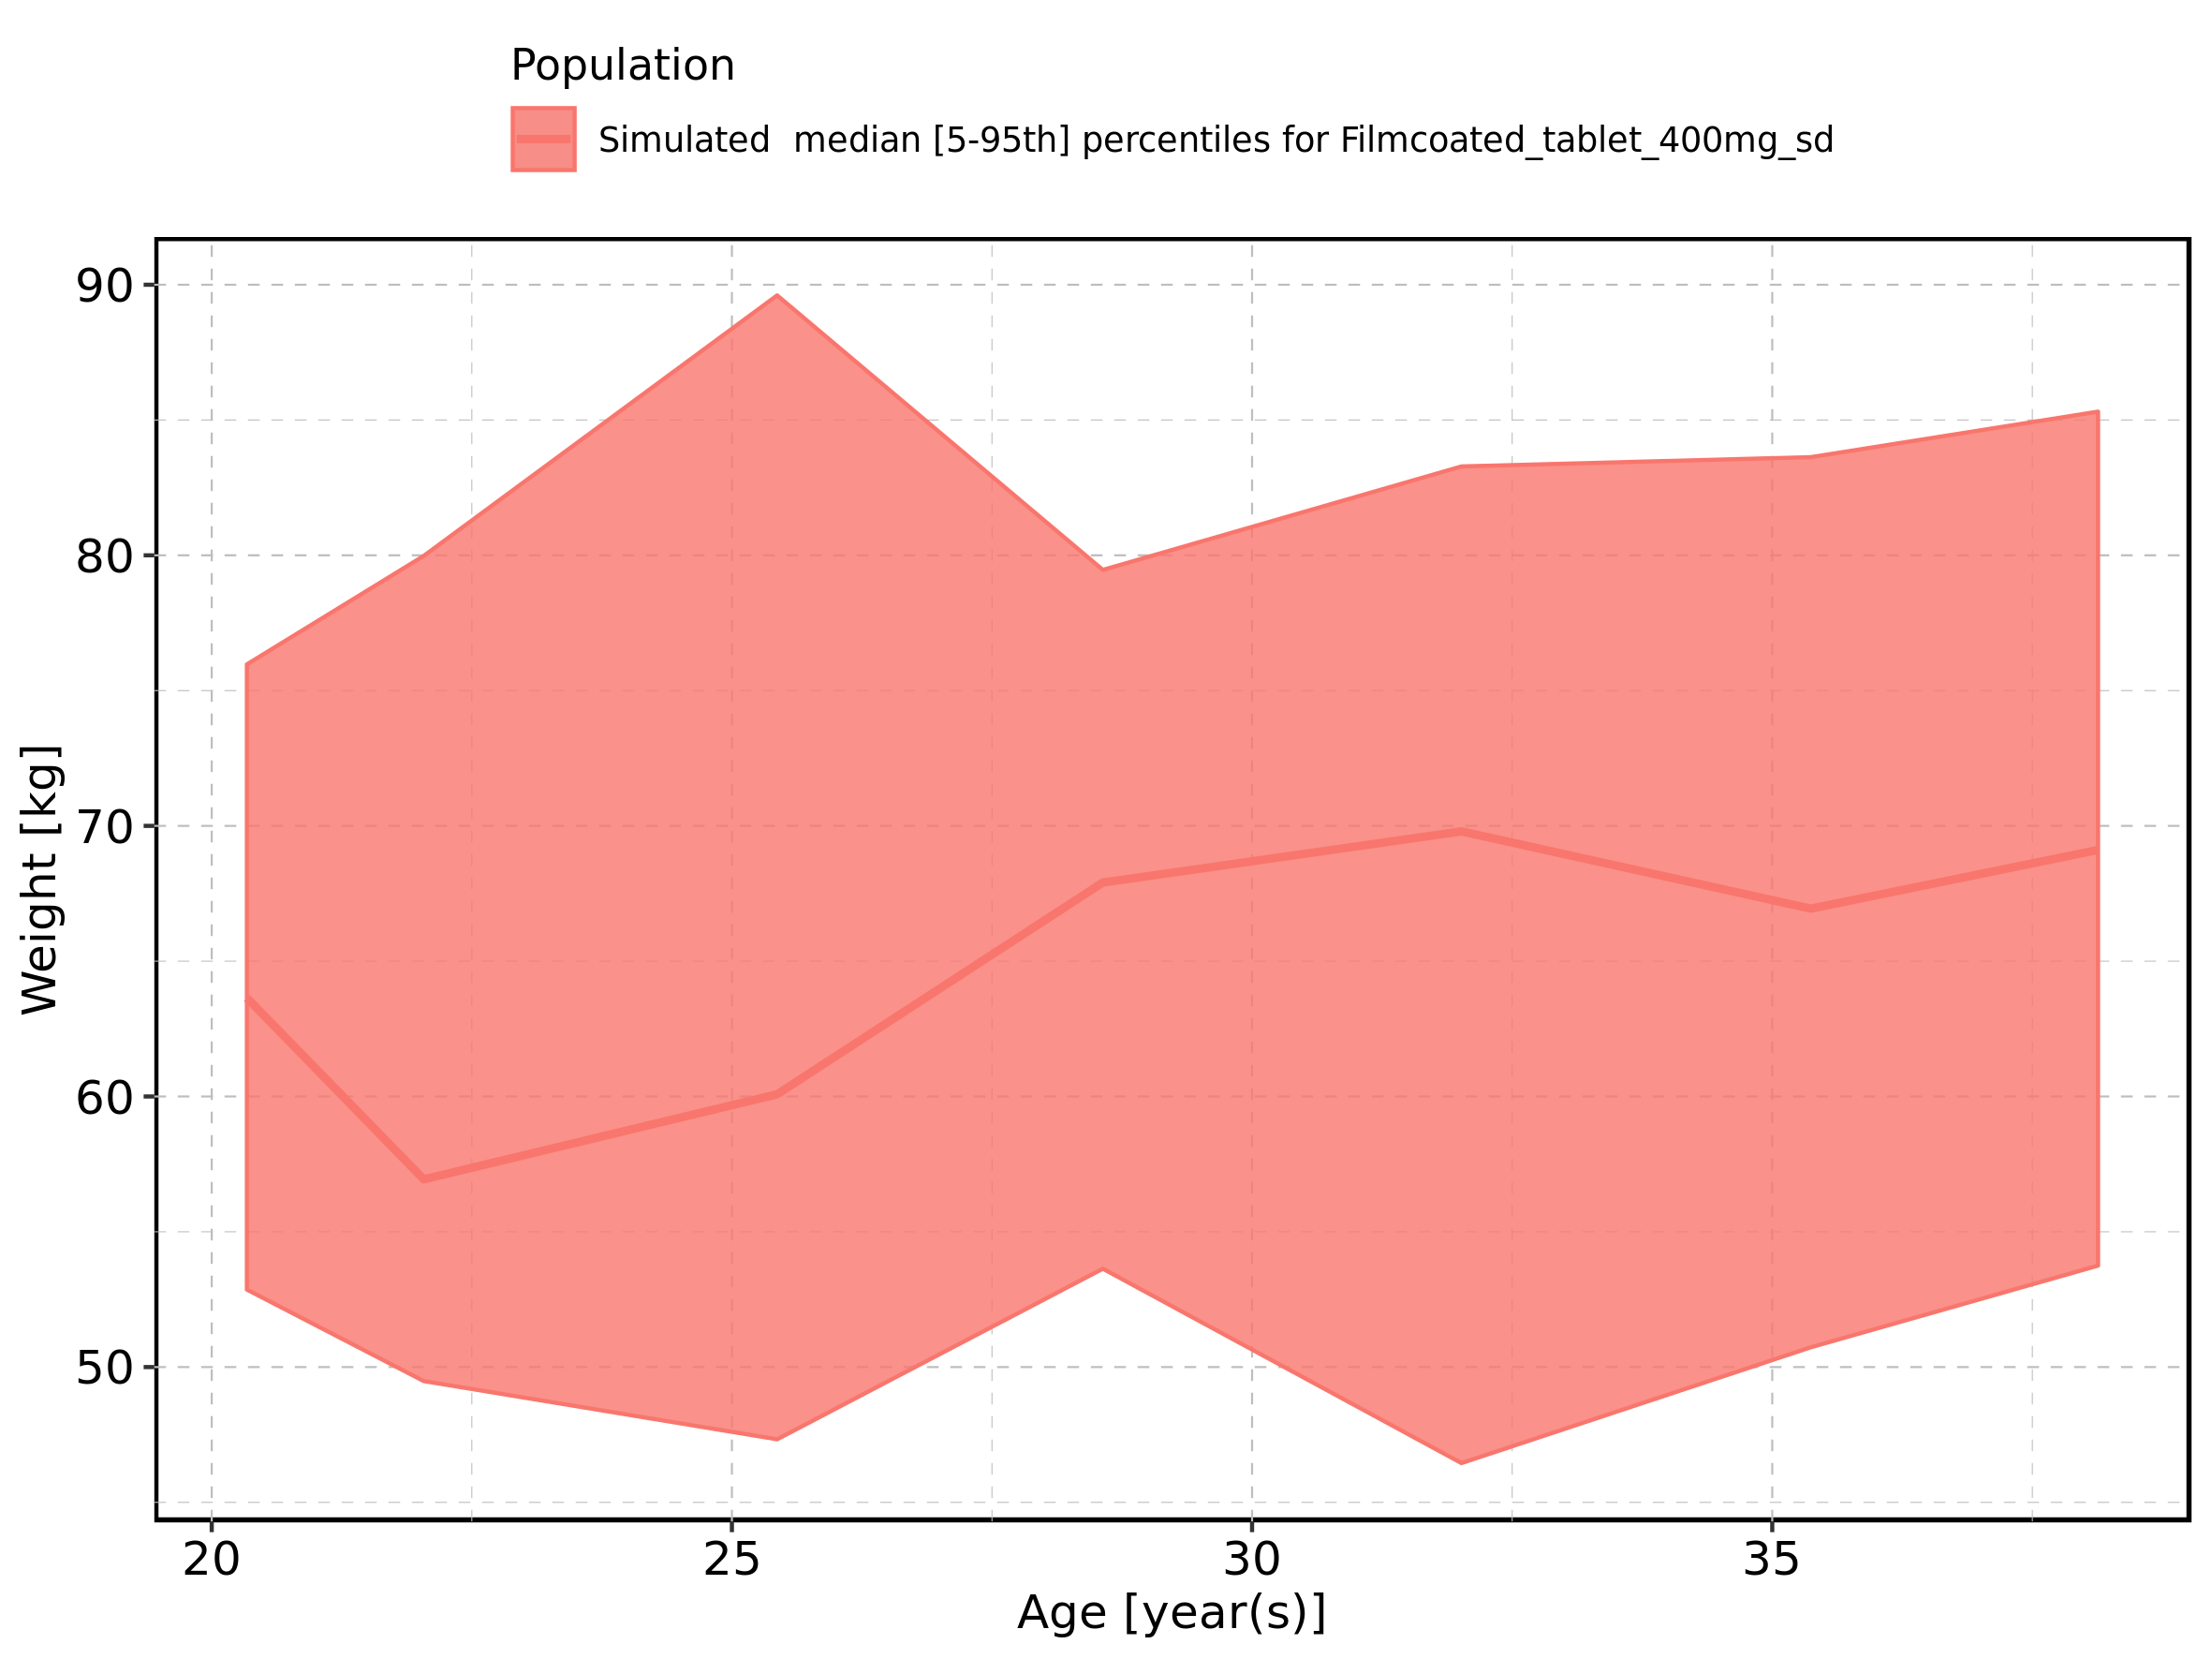 Population
Simulated  median [5-95th] percentiles for Filmcoated_tablet_400mg_sd
90
80
70
60
50
Weight [kg]
20 25 30 35
Age [year(s)]